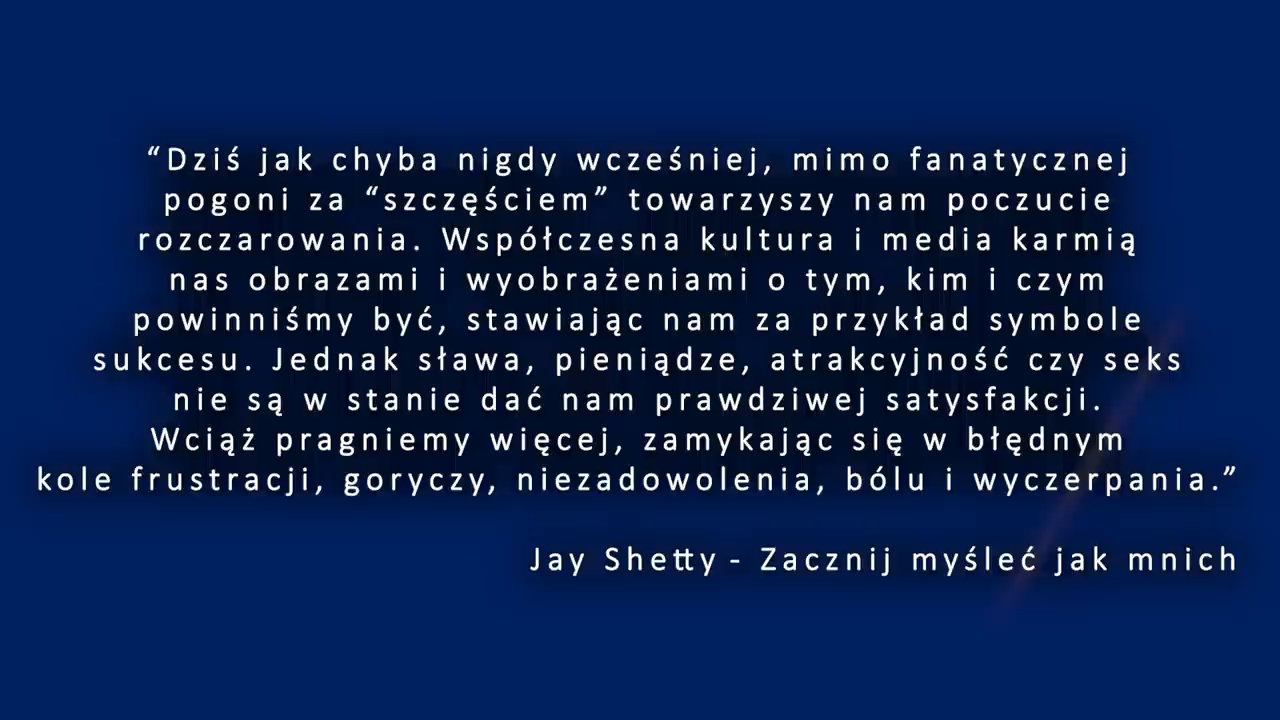 “Dziś jak chyba nigdy wcześniej, mimo fanatycznej
pogoni za “szczęściem” towarzyszy nam poczucie
rozczarowania. Współczesna kultura i media karmią
nas obrazami i wyobrażeniami o tym, kim i czym
powinniśmy być, stawiając nam za przykład symbole
sukcesu. Jednak sława, pieniądze, atrakcyjność czy seks
nie są w stanie dać nam prawdziwej satysfakcji.
Wciąż pragniemy więcej, zamykając się w błędnym
kole frustracji, goryczy, niezadowolenia, bólu i wyczerpania.”
Jay Shetty - Zacznij myśleć jak mnich